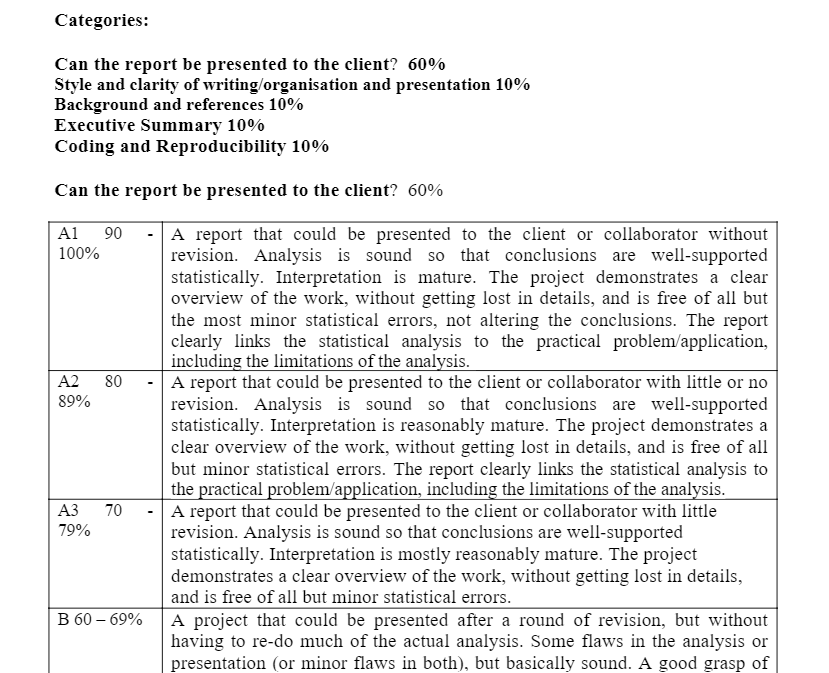 Categories:
Can the report be presented to the client? 60%
Style and clarity of writing/organisation and presentation 10%
Background and references 10%
Executive Summary 10%
Coding and Reproducibility 10%
Can the report be presented to the client? 60%
A1 90 -
100%
A report that could be presented to the client or collaborator without
revision. Analysis is sound so that conclusions are well-supported
statistically. Interpretation is mature. The project demonstrates a clear
overview of the work, without getting lost in details, and is free of all but
the most minor statistical errors, not altering the conclusions. The report
clearly links the statistical analysis to the practical problem/application,
including the limitations of the analysis.
A2 80 -
89%
A report that could be presented to the client or collaborator with little or no
revision. Analysis is sound so that conclusions are well-supported
statistically. Interpretation is reasonably mature. The project demonstrates a
clear overview of the work, without getting lost in details, and is free of all
but minor statistical errors. The report clearly links the statistical analysis to
the practical problem/application, including the limitations of the analysis.
A3 70 -
79%
A report that could be presented to the client or collaborator with little
revision. Analysis is sound so that conclusions are well-supported
statistically. Interpretation is mostly reasonably mature. The project
demonstrates a clear overview of the work, without getting lost in details,
and is free of all but minor statistical errors.
B 60 – 69%
A project that could be presented after a round of revision, but without
having to re-do much of the actual analysis. Some flaws in the analysis or
presentation (or minor flaws in both), but basically sound. A good grasp of